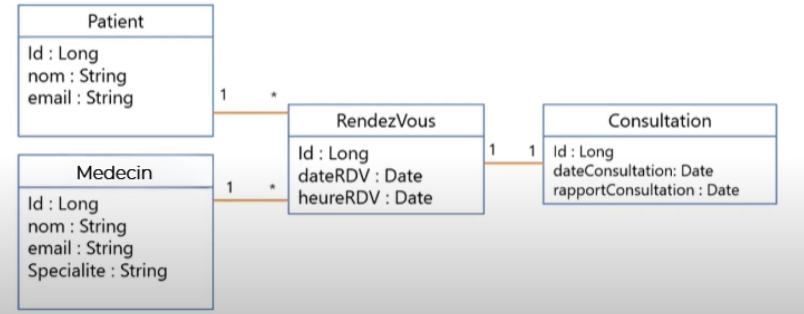 Patient
Id : Long
nom : String
email : String
1 *
RendezVous
Id : Long
dateRDV : Date
heureRDV : Date
1 1
Consultation
Id : Long
dateConsultation: Date
rapportConsultation : Date
Medecin
Id : Long
nom : String
email : String
Specialite : String
1 *